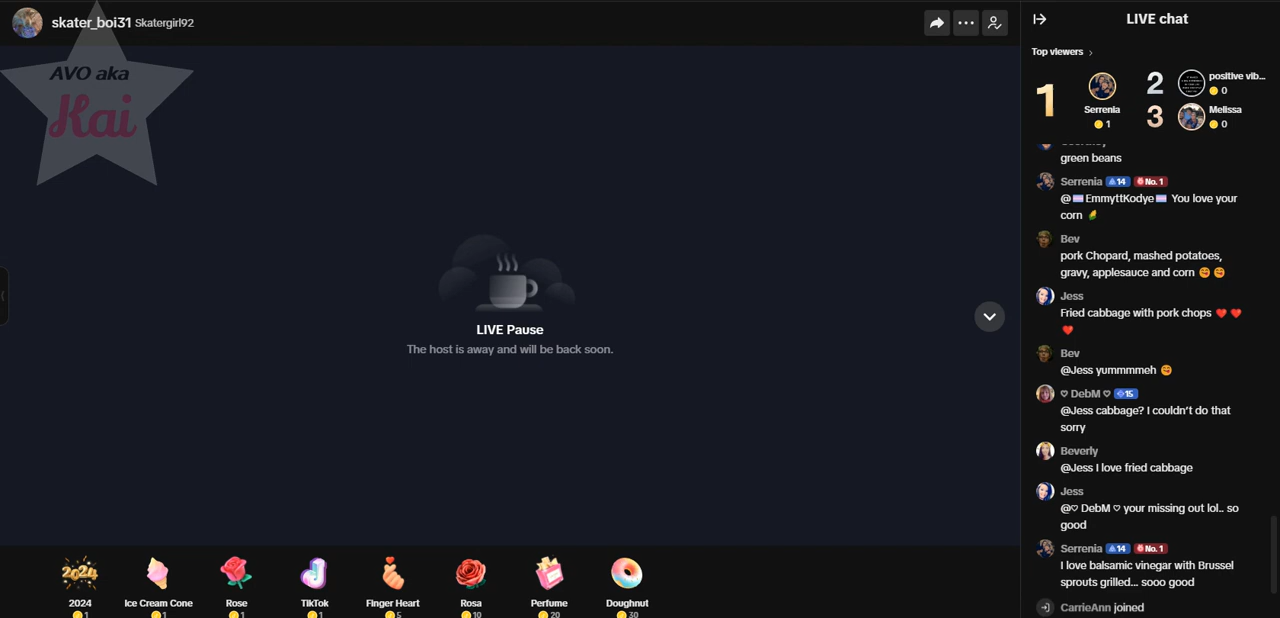 skater_boi31 Skatergirl92
AVO aka
Kai
LIVE Pause
The host is away and will be back soon.
2024
2024
1
Ice Cream Cone
1
Rose
1
TikTok
1
Finger Heart
5
Rosa
10
Perfume
20
Doughnut
30
LIVE chat
Top viewers
1
Serrenia
1
2
positive vib...
0
3
Melissa
0
green beans
Serrenia 14 No. 1
@EmmyttKodye You love your
corn
Bev
pork Chopard, mashed potatoes,
gravy, applesauce and corn
Jess
Fried cabbage with pork chops
Bev
@Jess yummmmeh
♡ DebM ♡ 15
@Jess cabbage? I couldn't do that
sorry
Beverly
@Jess I love fried cabbage
Jess
@♡ DebM ♡ your missing out lol.. so
good
Serrenia 14 No. 1
I love balsamic vinegar with Brussel
sprouts grilled... sooo good
CarrieAnn joined